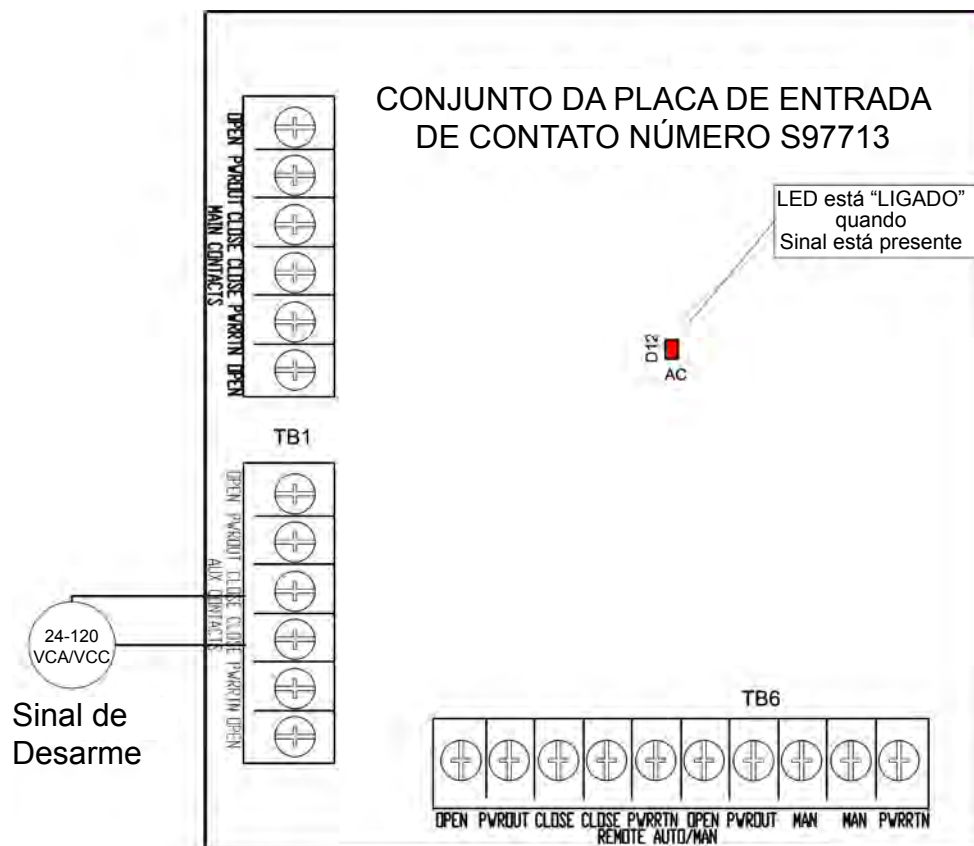 CONJUNTO DA PLACA DE ENTRADA
DE CONTATO NÚMERO S97713
LED está “LIGADO”
quando
Sinal está presente
OPEN PWROUT CLOSE CLOSE PWRRTN OPEN
MAIN CONTACTS
D12
AC
TB1
OPEN PWROUT CLOSE CLOSE PWRRTN OPEN
AUX CONTACTS
24-120
VCA/VCC
Sinal de
Desarme
TB6
OPEN PWROUT CLOSE CLOSE PWRRTN OPEN PWROUT MAN MAN PWRRTN
REMOTE AUTO/MAN